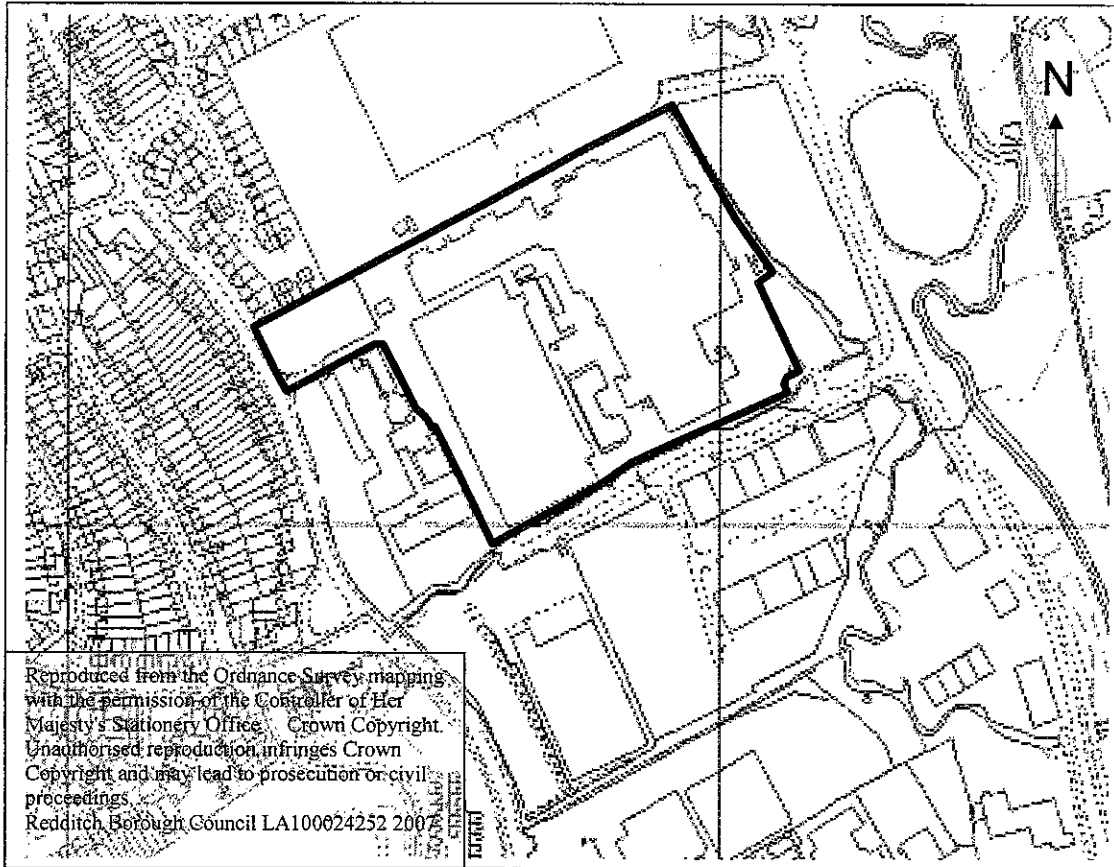 N
Reproduced from the Ordnance Survey mapping
with the permission of the Controller of Her
Majesty's Stationery Office Crown Copyright.
Unauthorised reproduction infringes Crown
Copyright and may lead to prosecution or civil
proceedings.
Redditch Borough Council LA100024252 2007